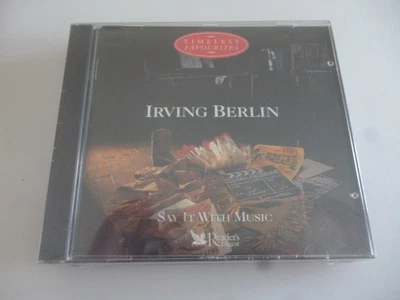 TIMELESS
FAVOURITES
IRVING BERLIN
SAY IT WITH MUSIC
Reader's
Digest